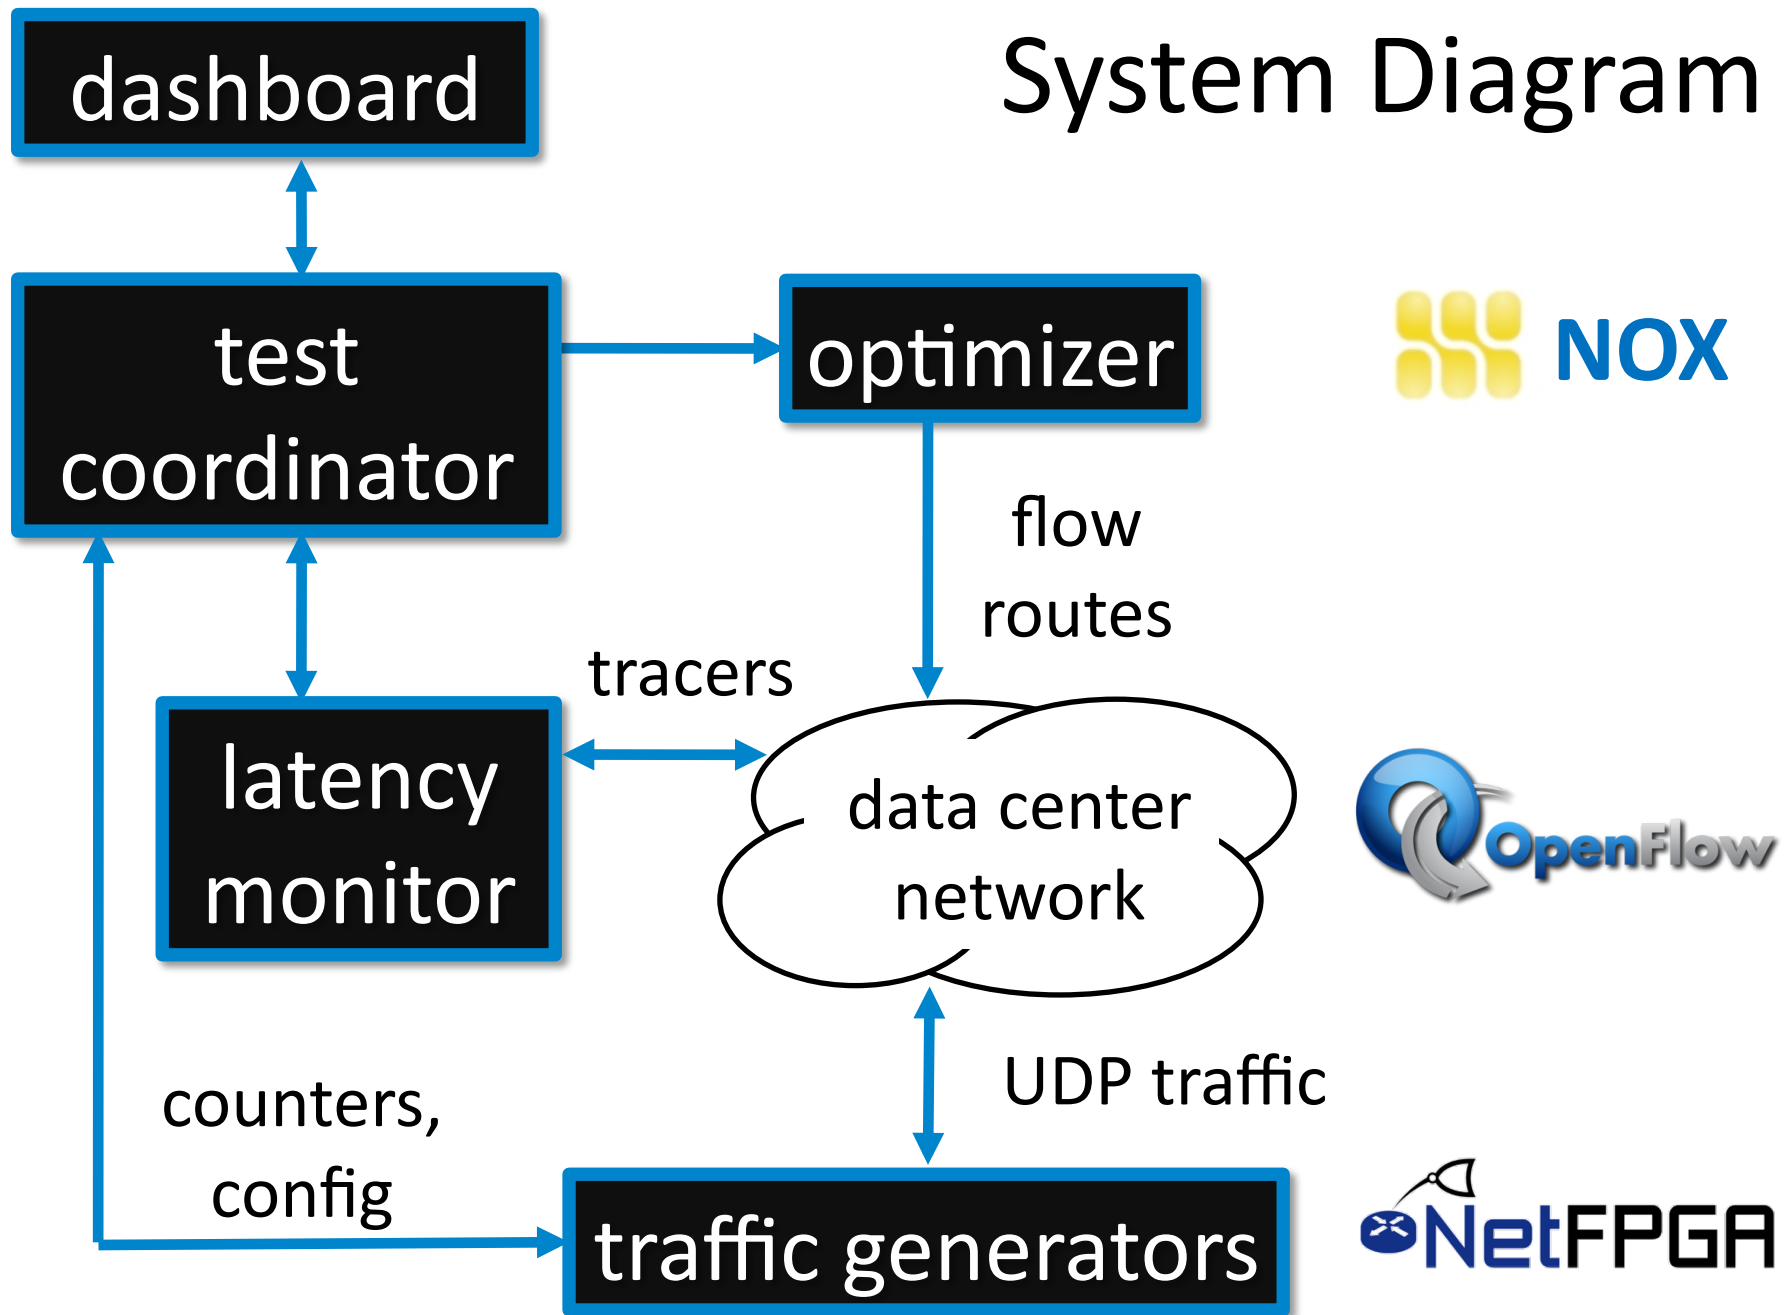 dashboard
System Diagram
test
coordinator
optimizer
NOX
flow
routes
tracers
latency
monitor
data center
network
OpenFlow
UDP traffic
counters,
config
traffic generators
NetFPGA